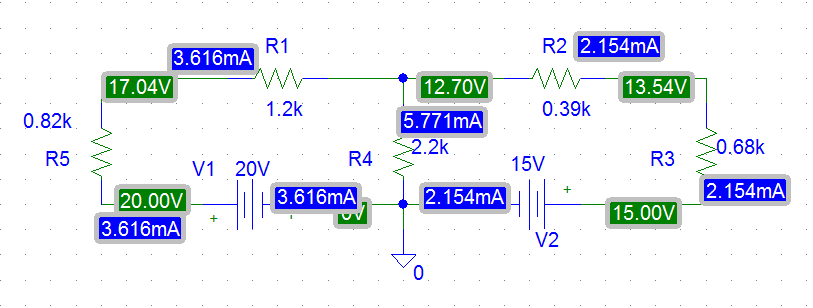 R1
R2
2.154mA
3.616mA
17.04V
12.70V
13.54V
1.2k
0.39k
0.82k
5.771mA
R5
R4
2.2k
R3
0.68k
V1
20V
15V
+
2.154mA
20.00V
3.616mA
0V
2.154mA
15.00V
+
+
3.616mA
V2
0